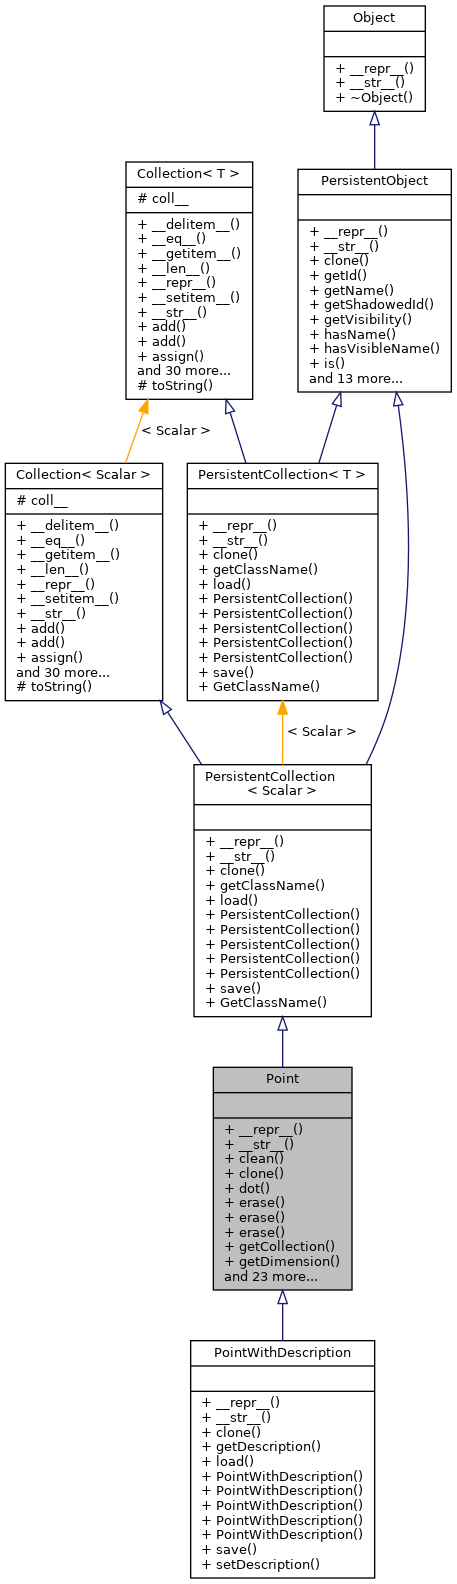 Object
+ __repr__()
+ __str__()
+ ~Object()
Collection< T >
# coll__
+ __delitem__()
+ __eq__()
+ __getitem__()
+ __len__()
+ __repr__()
+ __setitem__()
+ __str__()
+ add()
+ add()
+ assign()
and 30 more...
# toString()
PersistentObject
+ __repr__()
+ __str__()
+ clone()
+ getId()
+ getName()
+ getShadowedId()
+ getVisibility()
+ hasName()
+ hasVisibleName()
+ is()
and 13 more...
< Scalar >
Collection< Scalar >
# coll__
+ __delitem__()
+ __eq__()
+ __getitem__()
+ __len__()
+ __repr__()
+ __setitem__()
+ __str__()
+ add()
+ add()
+ assign()
and 30 more...
# toString()
PersistentCollection< T >
+ __repr__()
+ __str__()
+ clone()
+ getClassName()
+ load()
+ PersistentCollection()
+ PersistentCollection()
+ PersistentCollection()
+ PersistentCollection()
+ PersistentCollection()
+ save()
+ GetClassName()
< Scalar >
PersistentCollection
< Scalar >
+ __repr__()
+ __str__()
+ clone()
+ getClassName()
+ load()
+ PersistentCollection()
+ PersistentCollection()
+ PersistentCollection()
+ PersistentCollection()
+ PersistentCollection()
+ save()
+ GetClassName()
Point
+ __repr__()
+ __str__()
+ clean()
+ clone()
+ dot()
+ erase()
+ erase()
+ erase()
+ getCollection()
+ getDimension()
and 23 more...
PointWithDescription
+ __repr__()
+ __str__()
+ clone()
+ getDescription()
+ load()
+ PointWithDescription()
+ PointWithDescription()
+ PointWithDescription()
+ PointWithDescription()
+ PointWithDescription()
+ save()
+ setDescription()